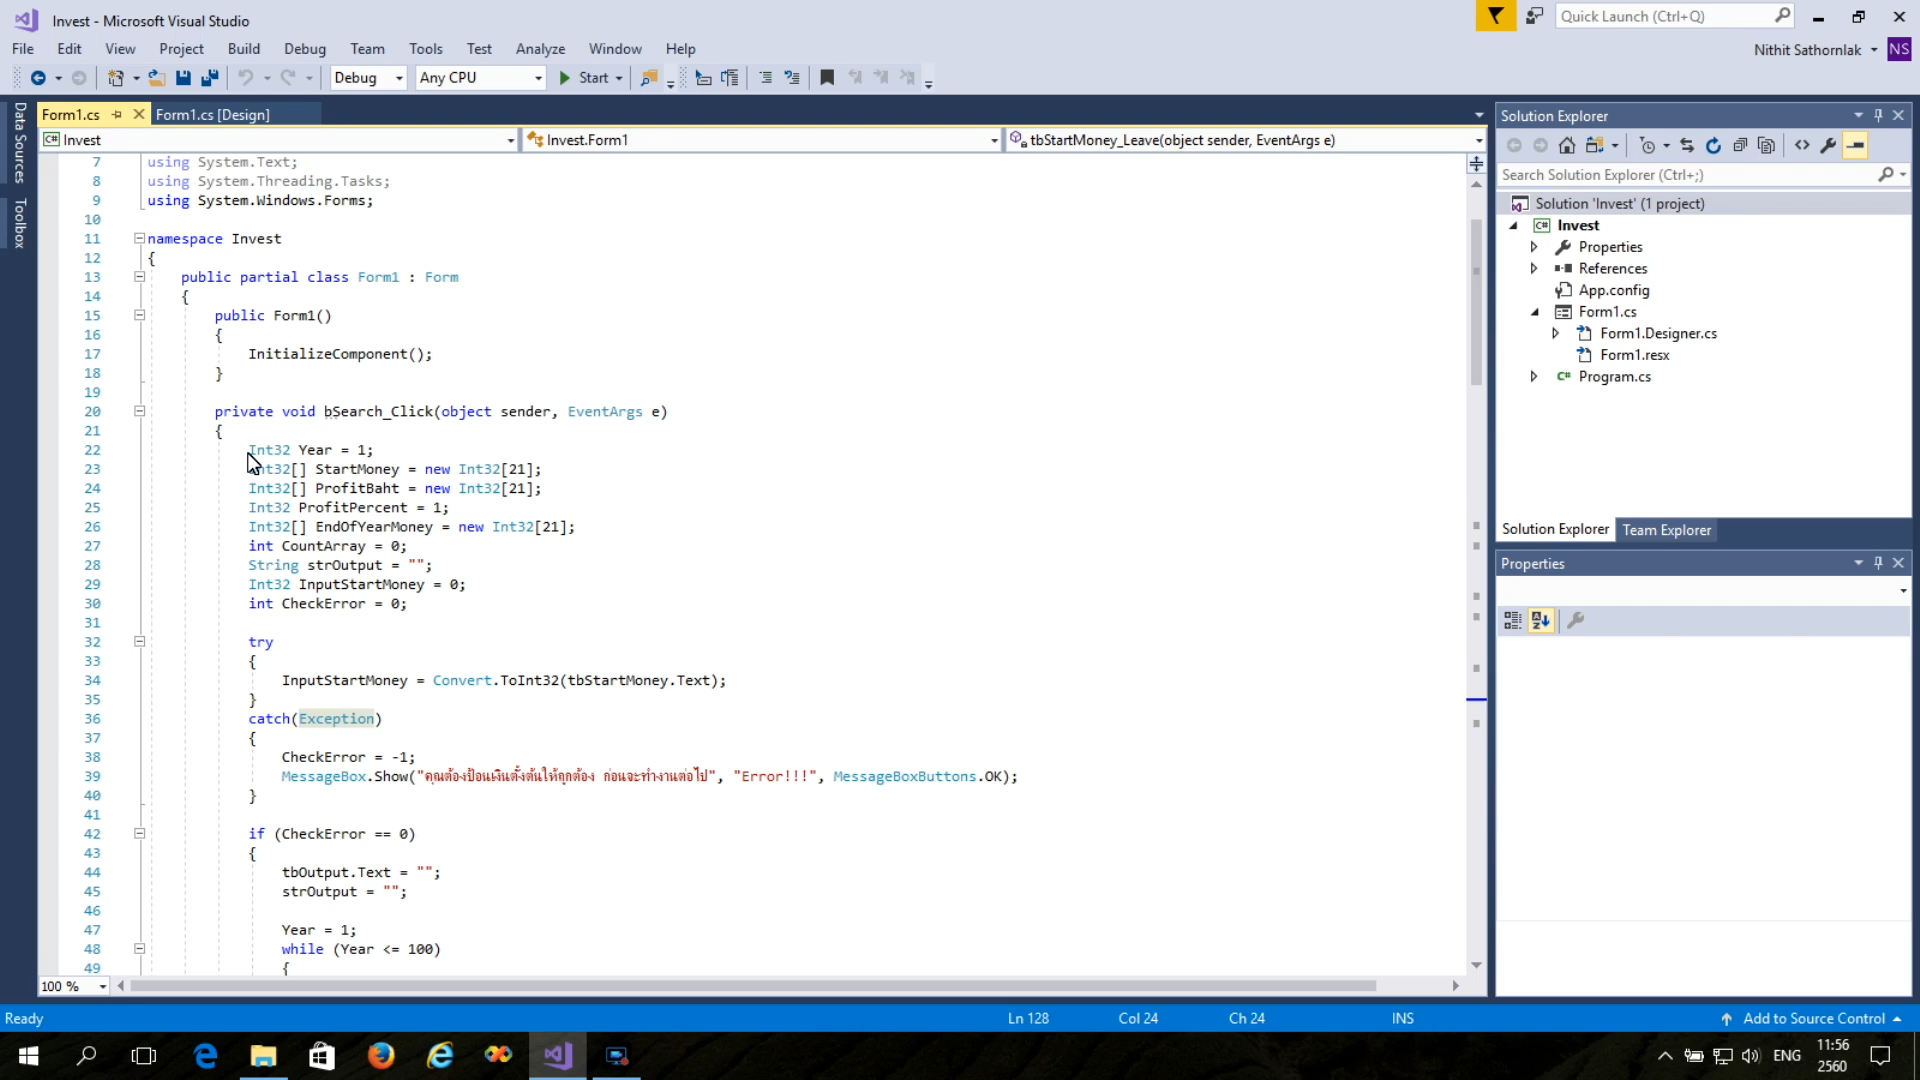 Invest - Microsoft Visual Studio
Quick Launch (Ctrl+Q)
File Edit View Project Build Debug Team Tools Test Analyze Window Help
Nithit Sathornlak NS
Debug Any CPU Start
Data Sources
Toolbox
Form1.cs Form1.cs [Design]
Invest Invest.Form1 tbStartMoney_Leave(object sender, EventArgs e)
7 using System.Text;
8 using System.Threading.Tasks;
9 using System.Windows.Forms;
10
11 namespace Invest
12 {
13 public partial class Form1 : Form
14 {
15 public Form1()
16 {
17 InitializeComponent();
18 }
19
20 private void bSearch_Click(object sender, EventArgs e)
21 {
22 Int32 Year = 1;
23 Int32[] StartMoney = new Int32[21];
24 Int32[] ProfitBaht = new Int32[21];
25 Int32 ProfitPercent = 1;
26 Int32[] EndOfYearMoney = new Int32[21];
27 int CountArray = 0;
28 String strOutput = "";
29 Int32 InputStartMoney = 0;
30 int CheckError = 0;
31
32 try
33 {
34 InputStartMoney = Convert.ToInt32(tbStartMoney.Text);
35 }
36 catch(Exception)
37 {
38 CheckError = -1;
39 MessageBox.Show("คุณต้องป้อนเงินตั้งต้นให้ถูกต้อง ก่อนจะทำงานต่อไป", "Error!!!", MessageBoxButtons.OK);
40 }
41
42 if (CheckError == 0)
43 {
44 tbOutput.Text = "";
45 strOutput = "";
46
47 Year = 1;
48 while (Year <= 100)
49 {
100 %
Solution Explorer
Search Solution Explorer (Ctrl+;)
Solution 'Invest' (1 project)
C# Invest
Properties
References
App.config
Form1.cs
Form1.Designer.cs
Form1.resx
C# Program.cs
Solution Explorer Team Explorer
Properties
Ready Ln 128 Col 24 Ch 24 INS Add to Source Control
ENG 11:56
2560